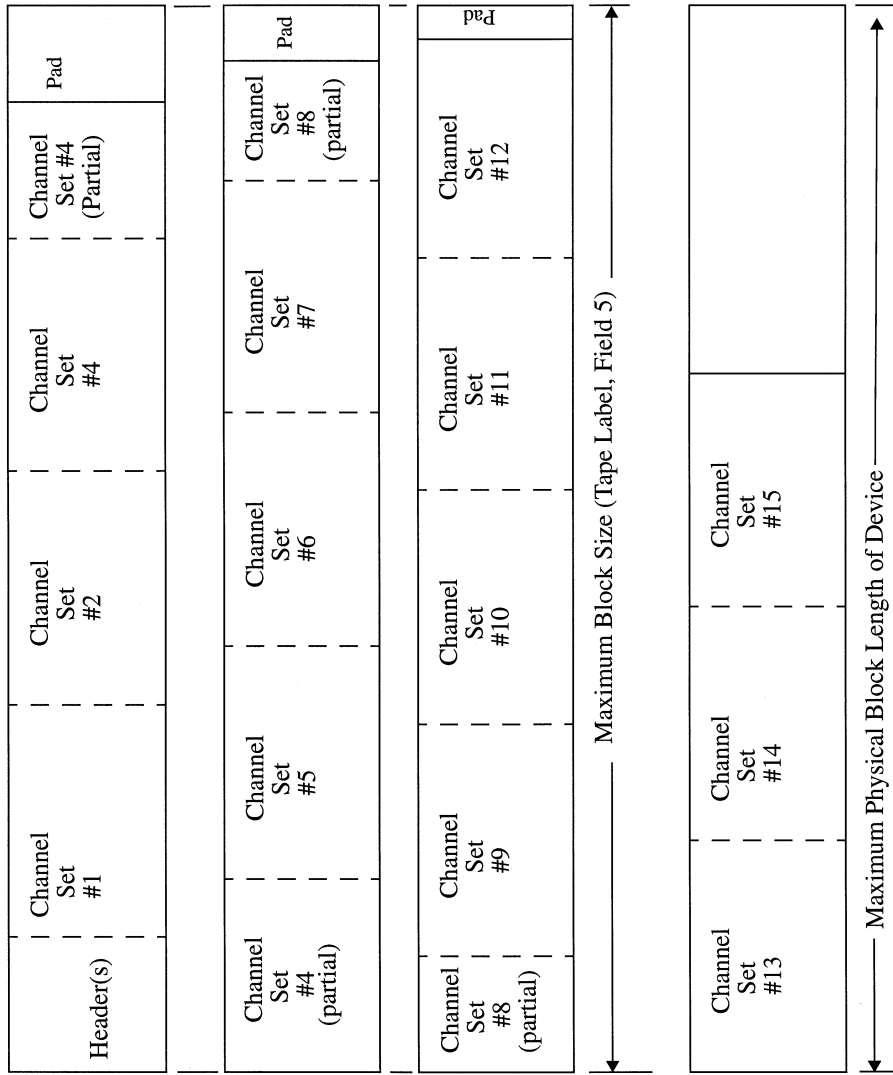 Header(s)
Channel
Set
#1
Channel
Set
#2
Channel
Set
#4
Channel
Set #4
(Partial)
Pad
Channel
Set
#4
(partial)
Channel
Set
#5
Channel
Set
#6
Channel
Set
#7
Channel
Set
#8
(partial)
Pad
Channel
Set
#8
(partial)
Channel
Set
#9
Channel
Set
#10
Channel
Set
#11
Channel
Set
#12
Pad
Maximum Block Size (Tape Label, Field 5)
Channel
Set
#13
Channel
Set
#14
Channel
Set
#15
Maximum Physical Block Length of Device